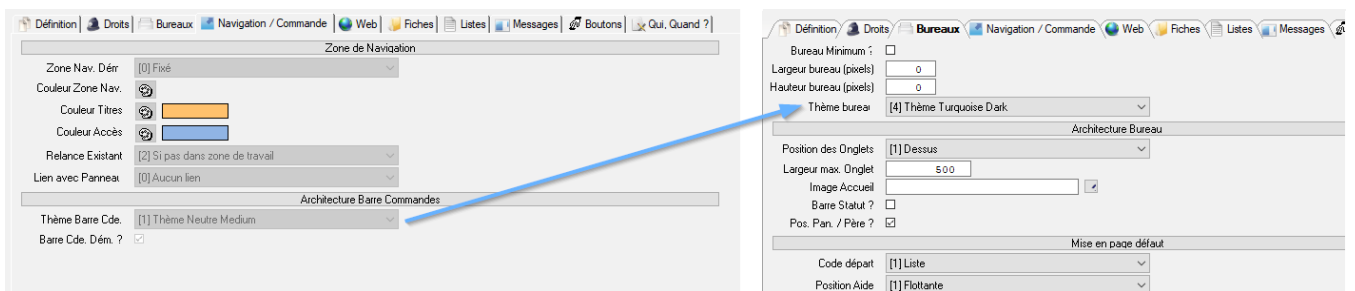 Définition Droits Bureaux Navigation / Commande Web Fiches Listes Messages Boutons Qui, Quand ?
Zone de Navigation
Zone Nav. Dérr [0] Fixé
Couleur Zone Nav.
Couleur Titres
Couleur Accès
Relance Existant [2] Si pas dans zone de travail
Lien avec Panneau [0] Aucun lien
Architecture Barre Commandes
Thème Barre Cde. [1] Thème Neutre Medium
Barre Cde. Dém. ?
Définition Droits Bureaux Navigation / Commande Web Fiches Listes Messages
Bureau Minimum ?
Largeur bureau (pixels) 0
Hauteur bureau (pixels) 0
Thème bureau [4] Thème Turquoise Dark
Architecture Bureau
Position des Onglets [1] Dessus
Largeur max. Onglet 500
Image Accueil
Barre Statut ?
Pos. Pan. / Père ?
Mise en page défaut
Code départ [1] Liste
Position Aide [1] Flottante